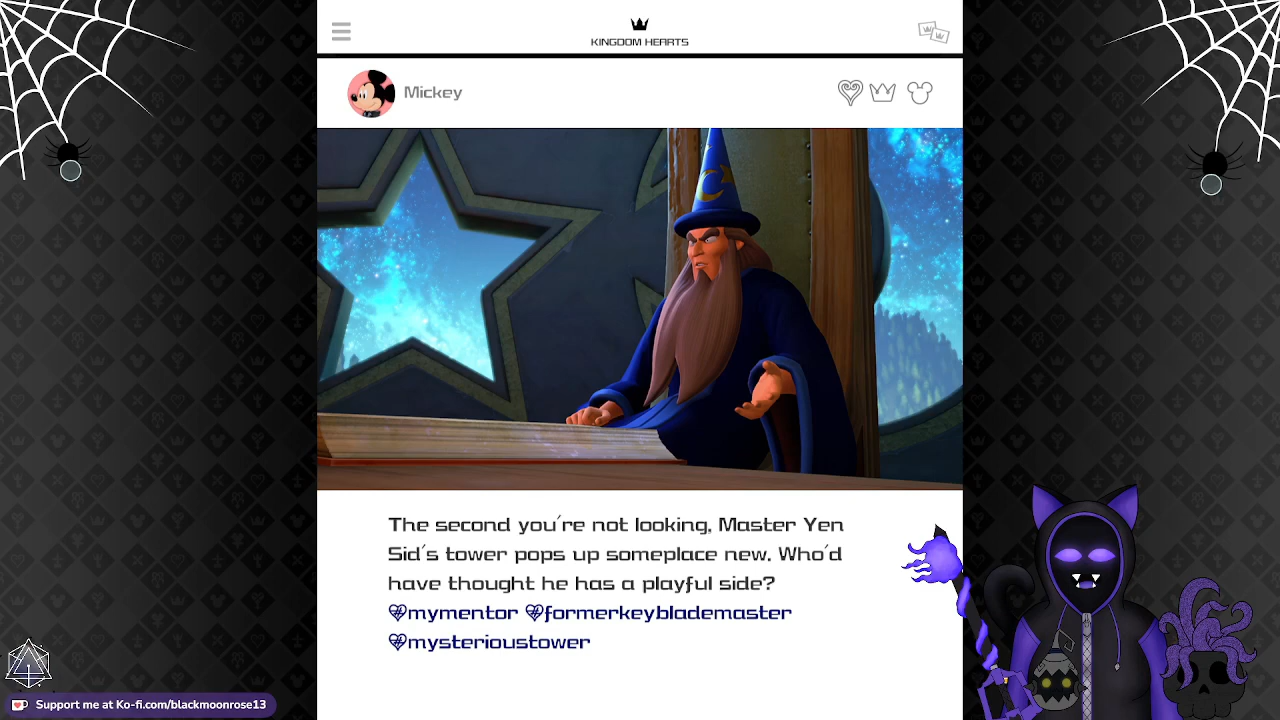 KINGDOM HEARTS
Mickey
The second you're not looking, Master Yen
Sid's tower pops up someplace new. Who'd
have thought he has a playful side?
#mymentor #formerkeyblademaster
#mysterioustower
Support me at Ko-fi.com/blackmoonrose13